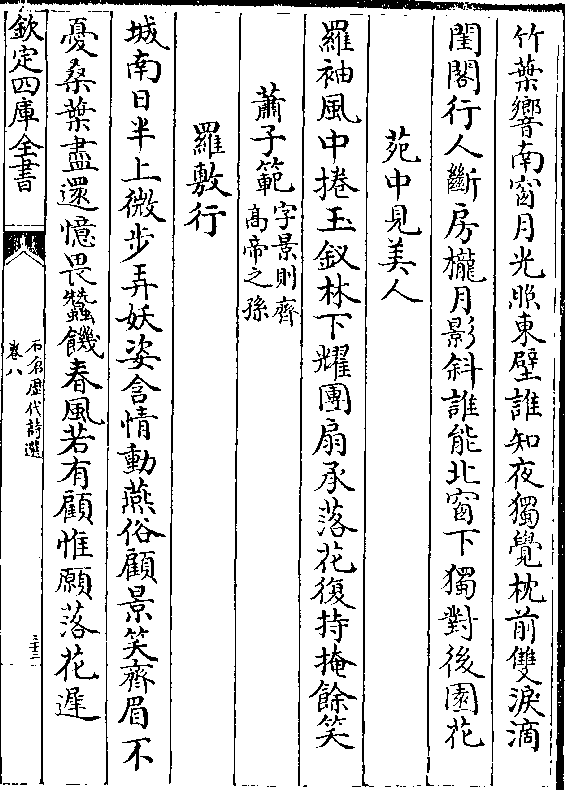 竹葉響南窗月光照東壁誰知夜獨覺枕前雙淚滴
閨閣行人斷房櫳月影斜誰能北窗下獨對後園花
苑中見美人
羅袖風中捲玉釵林下耀團扇承落花復持掩餘笑
蕭子範字景則齊
高帝之孫
羅敷行
城南日半上微步弄妖姿含情動燕俗顧景笑齊眉不
憂桑葉盡還憶畏蠶饑春風若有顧惟願落花遲
欽定四庫全書
石倉歴代詩選
卷八
三十二